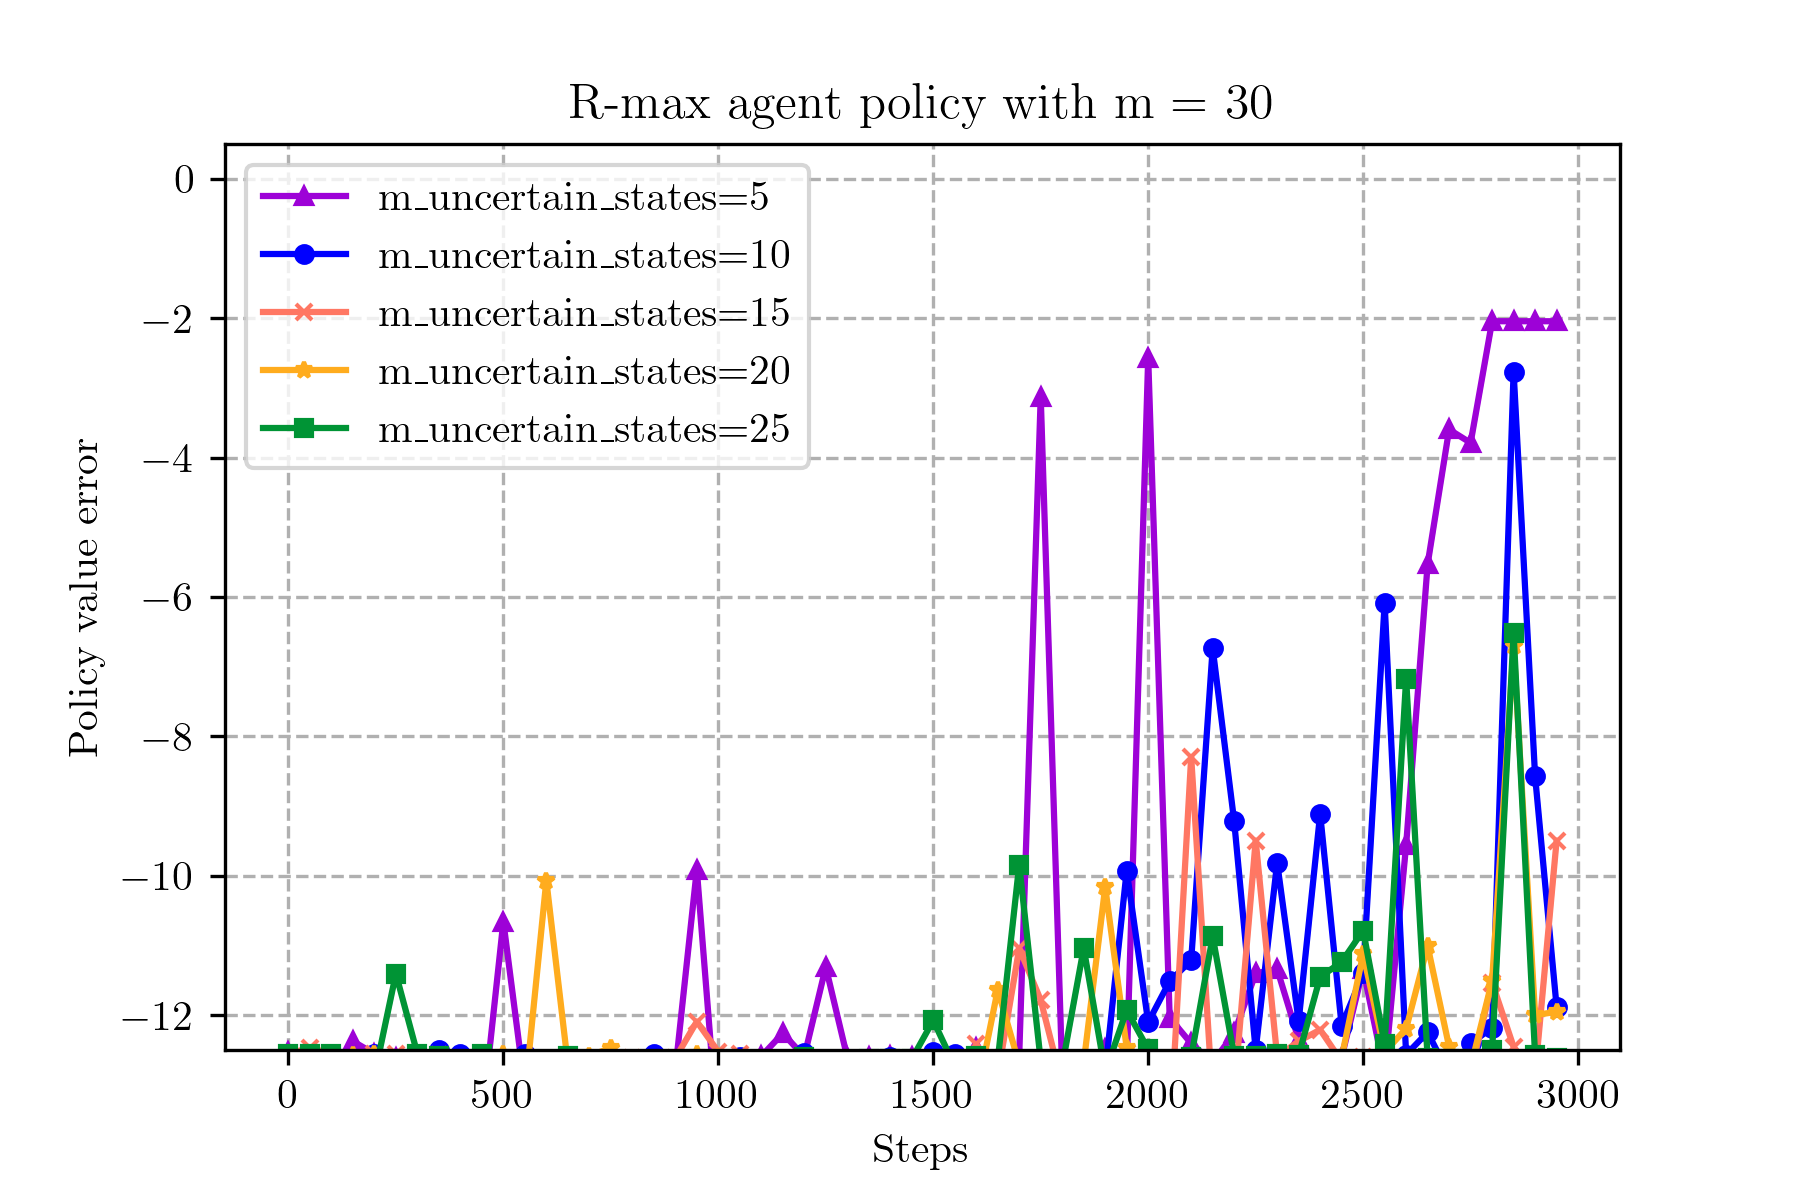 R-max agent policy with m = 30
m_uncertain_states=5
m_uncertain_states=10
m_uncertain_states=15
m_uncertain_states=20
m_uncertain_states=25
Policy value error
0
−2
−4
−6
−8
−10
−12
0 500 1000 1500 2000 2500 3000
Steps